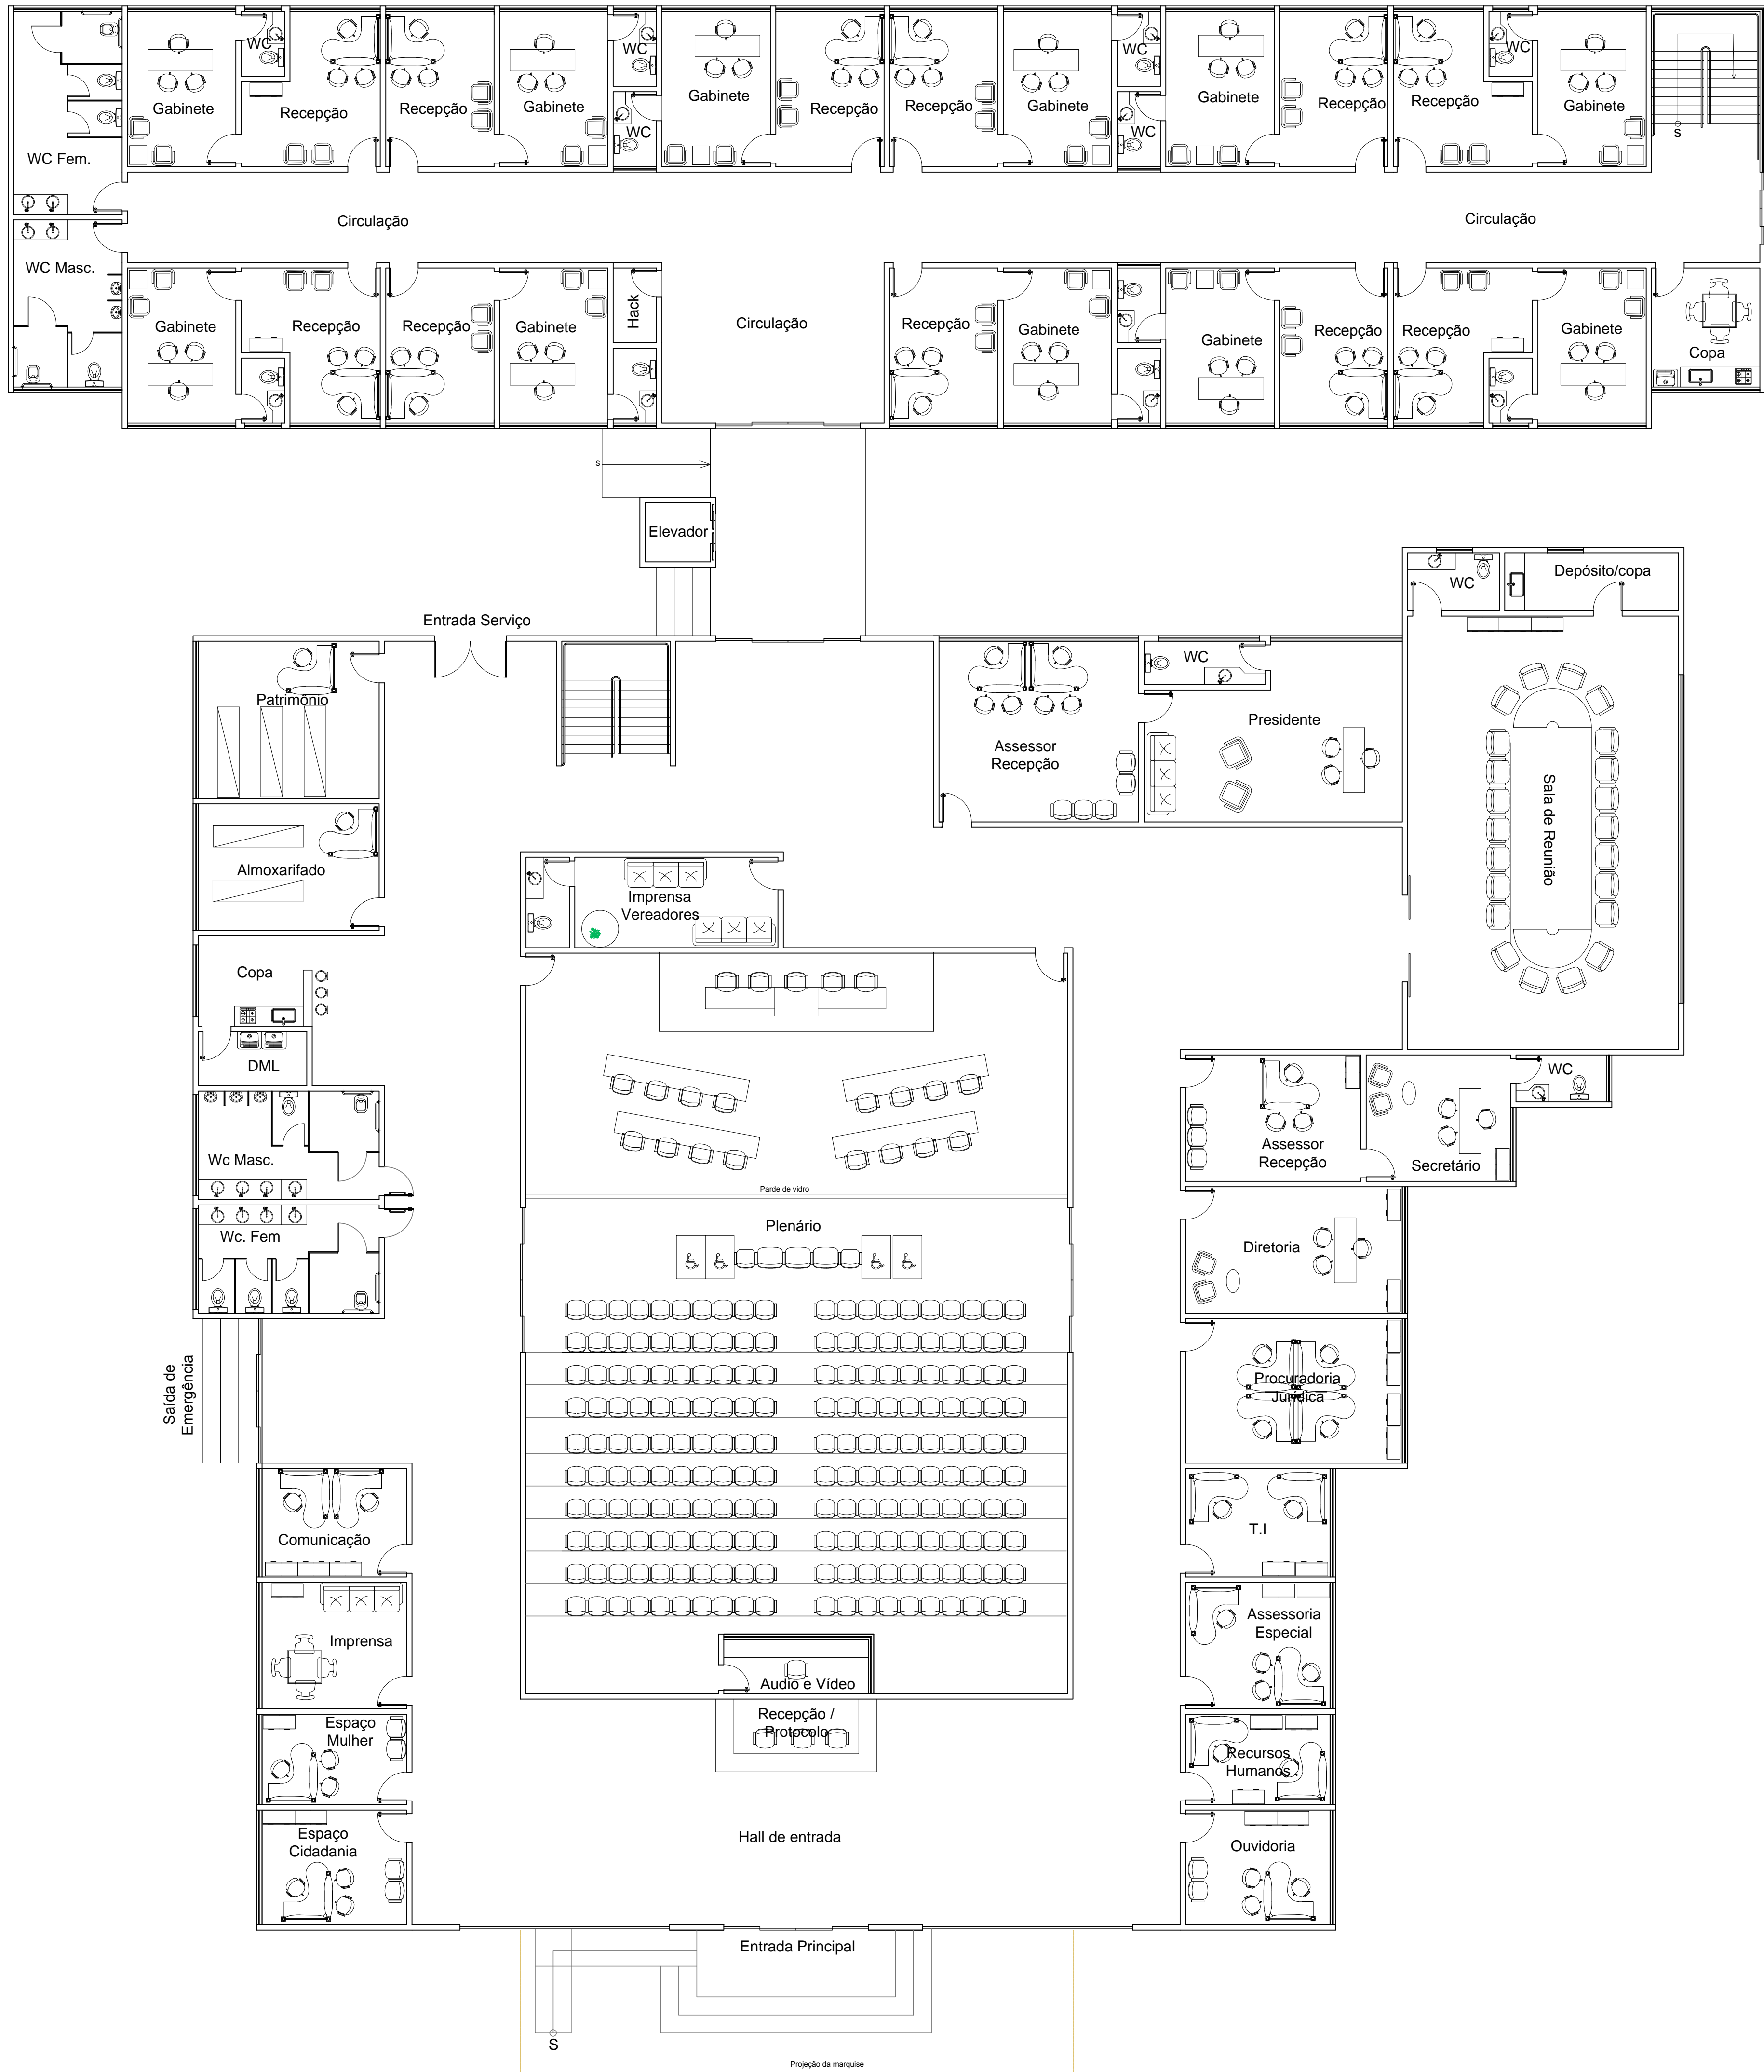 WC
WC
WC
WC
WC
Gabinete
Recepção
Recepção
Gabinete
Gabinete
Recepção
Recepção
Gabinete
Gabinete
Recepção
Recepção
Gabinete
WC
WC
S
WC Fem.
Circulação
Circulação
WC Masc.
Gabinete
Recepção
Recepção
Gabinete
Hack
Circulação
Recepção
Gabinete
Gabinete
Recepção
Recepção
Gabinete
Copa
S
Elevador
Entrada Serviço
WC
Depósito/copa
Patrimônio
WC
Presidente
Assessor
Recepção
Sala de Reunião
Almoxarifado
Imprensa
Vereadores
Copa
DML
WC
Wc Masc.
Assessor
Recepção
Secretário
Parde de vidro
Plenário
Wc. Fem
Diretoria
Saída de
Emergência
Procuradoria
Jurídica
Comunicação
T.I
Imprensa
Assessoria
Especial
Audio e Vídeo
Recepção /
Protocolo
Espaço
Mulher
Recursos
Humanos
Hall de entrada
Espaço
Cidadania
Ouvidoria
Entrada Principal
S
Projeção da marquise